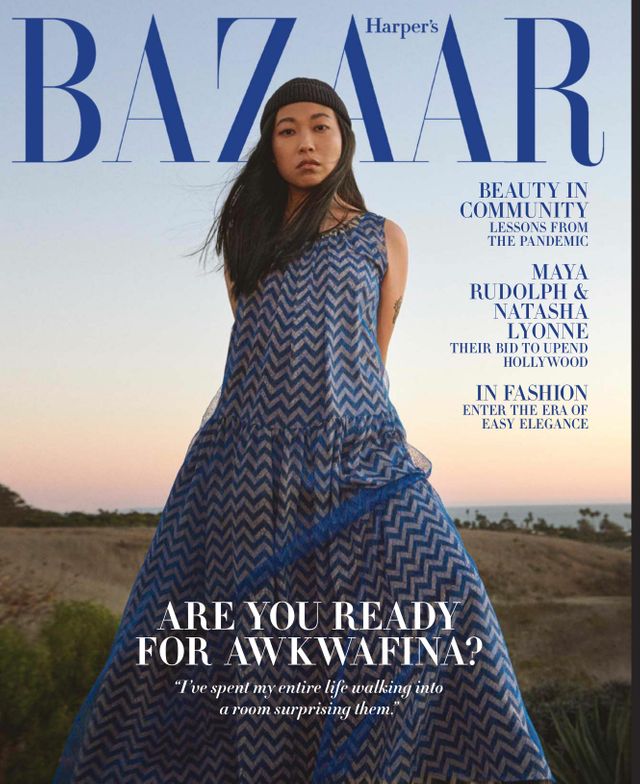 Harper's
BAZAAR
BEAUTY IN
COMMUNITY
LESSONS FROM
THE PANDEMIC
MAYA
RUDOLPH &
NATASHA
LYONNE
THEIR BID TO UPEND
HOLLYWOOD
IN FASHION
ENTER THE ERA OF
EASY ELEGANCE
ARE YOU READY
FOR AWKWAFINA?
“I’ve spent my entire life walking into
a room surprising them.”